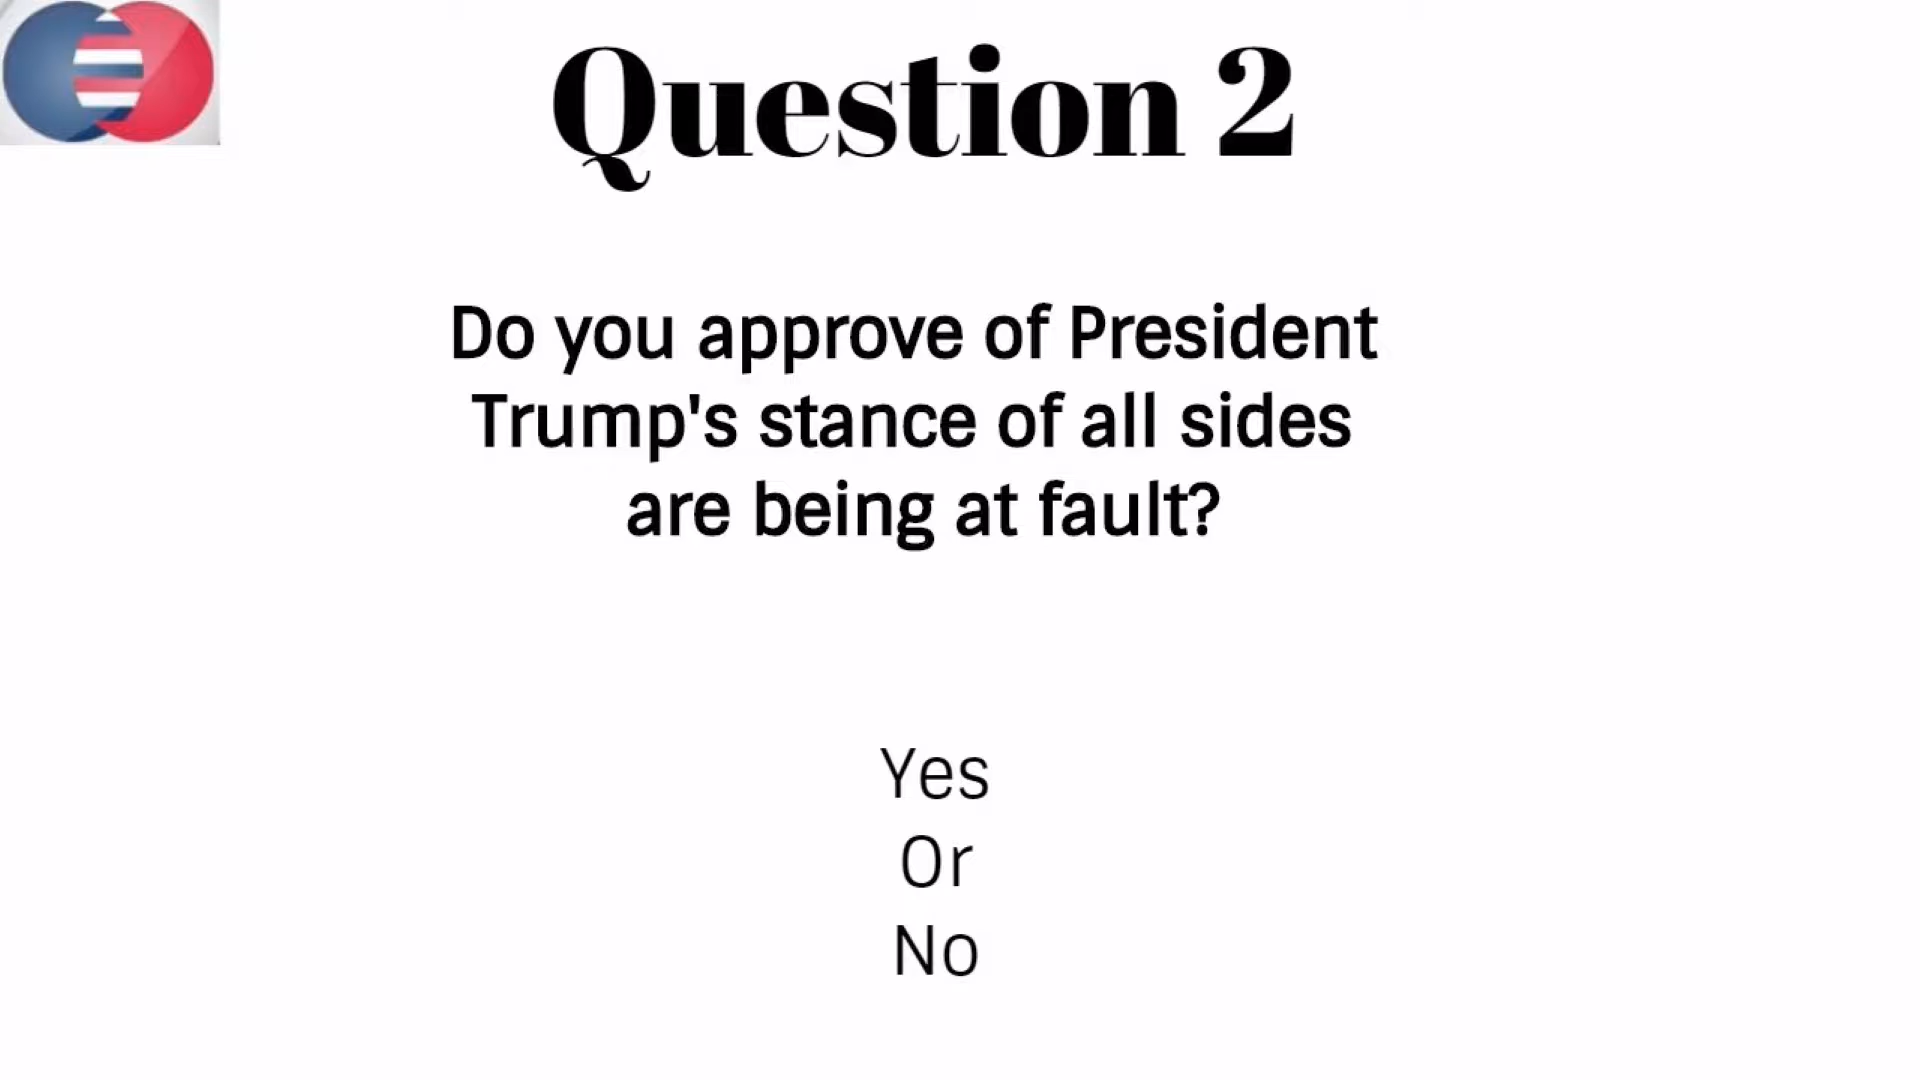 Question 2
Do you approve of President
Trump's stance of all sides
are being at fault?
Yes
Or
No